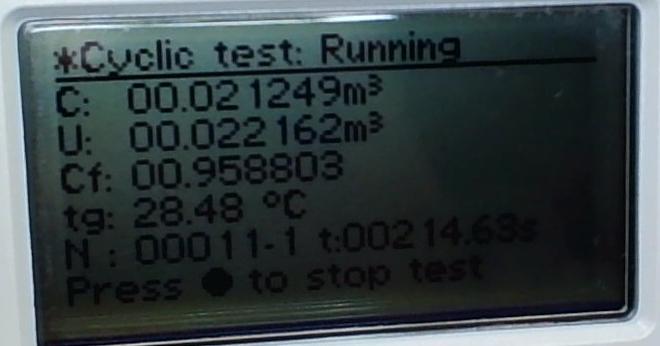 *Cyclic test: Running
C: 00.021249m³
U: 00.022162m³
Cf: 00.958803
tg: 28.48 °C
N : 00011-1 t:00214.68s
Press ● to stop test